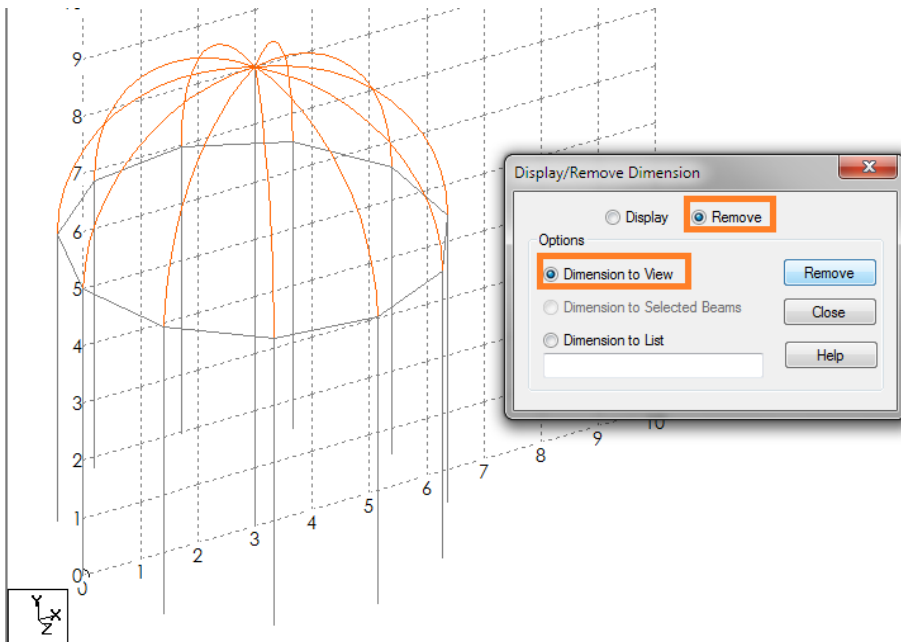 9
8
7
6
5
4
3
2
1
0
0
1
2
3
4
5
6
7
8
9
10
Y
X
Z
Display/Remove Dimension
Display Remove
Options
Dimension to View Remove
Dimension to Selected Beams Close
Dimension to List
Help